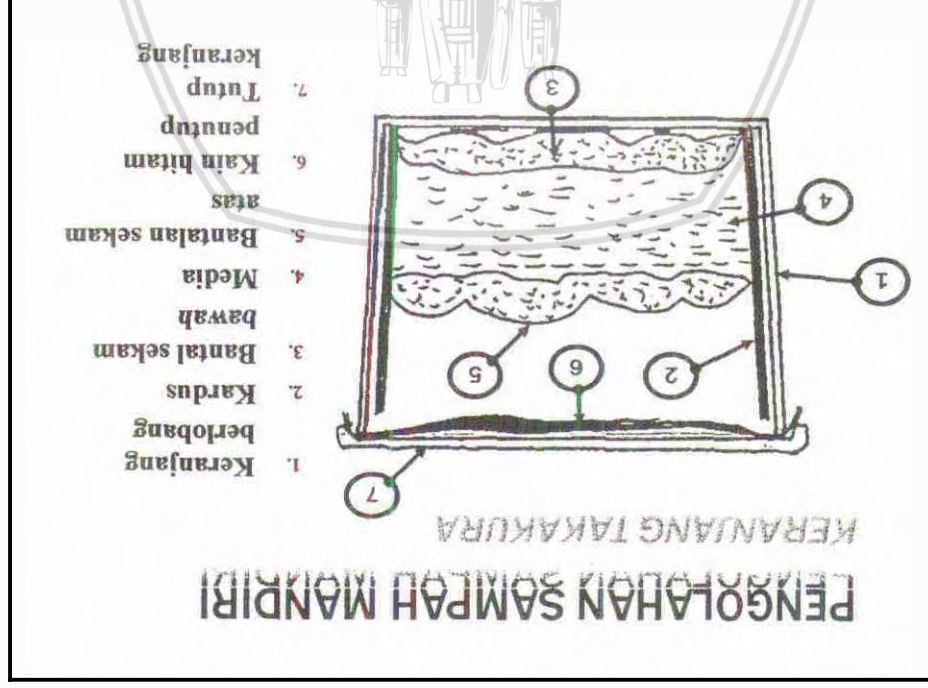 PENGOLAHAN SAMPAH MANDIRI
KERANJANG TAKAKURA
7
2 6 5
1
4
3
1. Keranjang
berlobang
2. Kardus
3. Bantal sekam
bawah
4. Media
5. Bantalan sekam
atas
6. Kain hitam
penutup
7. Tutup
keranjang